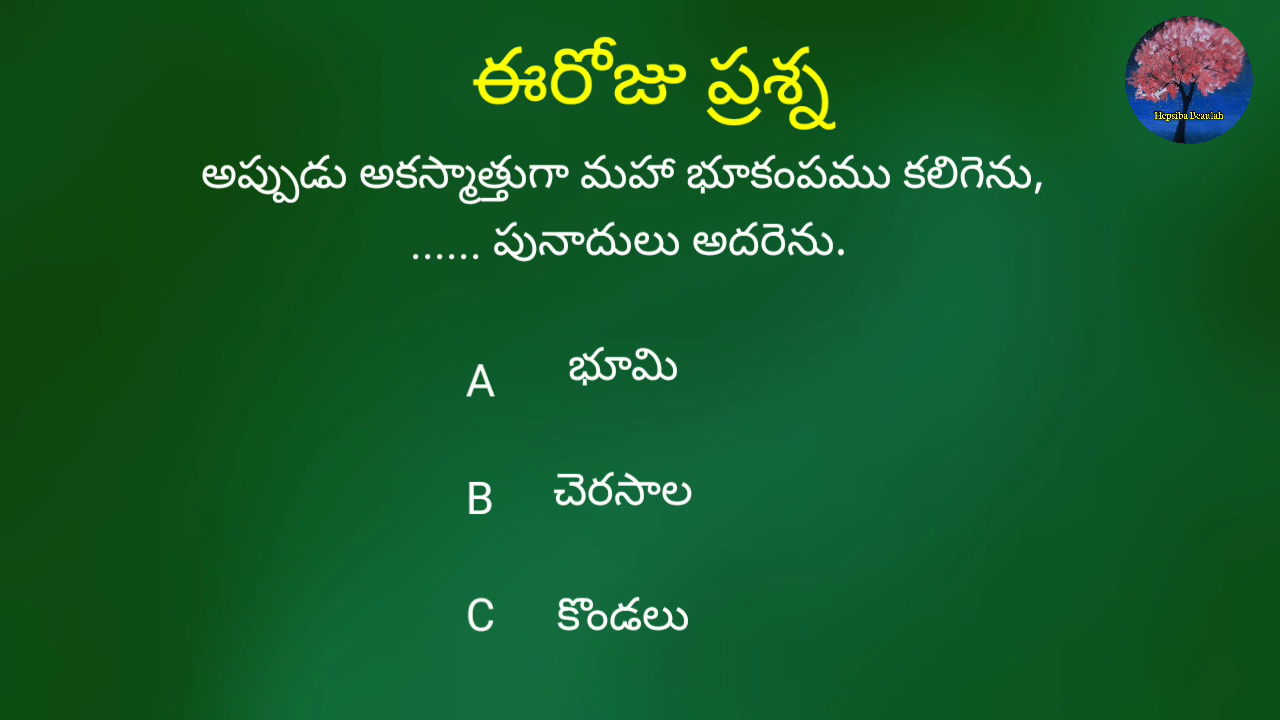 ఈరోజు ప్రశ్న
Hepsiba Beaulah
అప్పుడు అకస్మాత్తుగా మహా భూకంపము కలిగెను,
...... పునాదులు అదరెను.
A భూమి
B చెరసాల
C కొండలు